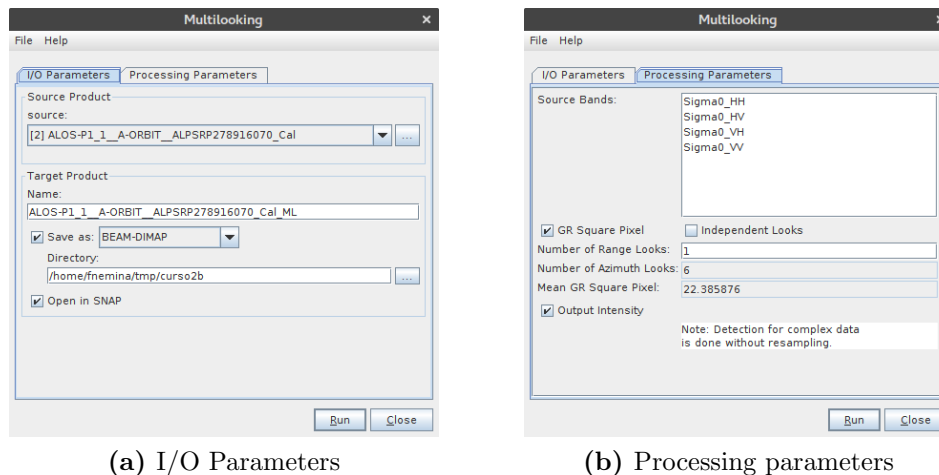 Multilooking ×
File Help
I/O Parameters Processing Parameters
Source Product
source:
[2] ALOS-P1_1__A-ORBIT__ALPSRP278916070_Cal ...
Target Product
Name:
ALOS-P1_1__A-ORBIT__ALPSRP278916070_Cal_ML
Save as: BEAM-DIMAP
Directory:
/home/fnemina/tmp/curso2b ...
Open in SNAP
Run Close
(a) I/O Parameters
Multilooking
File Help
I/O Parameters Processing Parameters
Source Bands:
Sigma0_HH
Sigma0_HV
Sigma0_VH
Sigma0_VV
GR Square Pixel Independent Looks
Number of Range Looks: 1
Number of Azimuth Looks: 6
Mean GR Square Pixel: 22.385876
Output Intensity
Note: Detection for complex data
is done without resampling.
Run Close
(b) Processing parameters